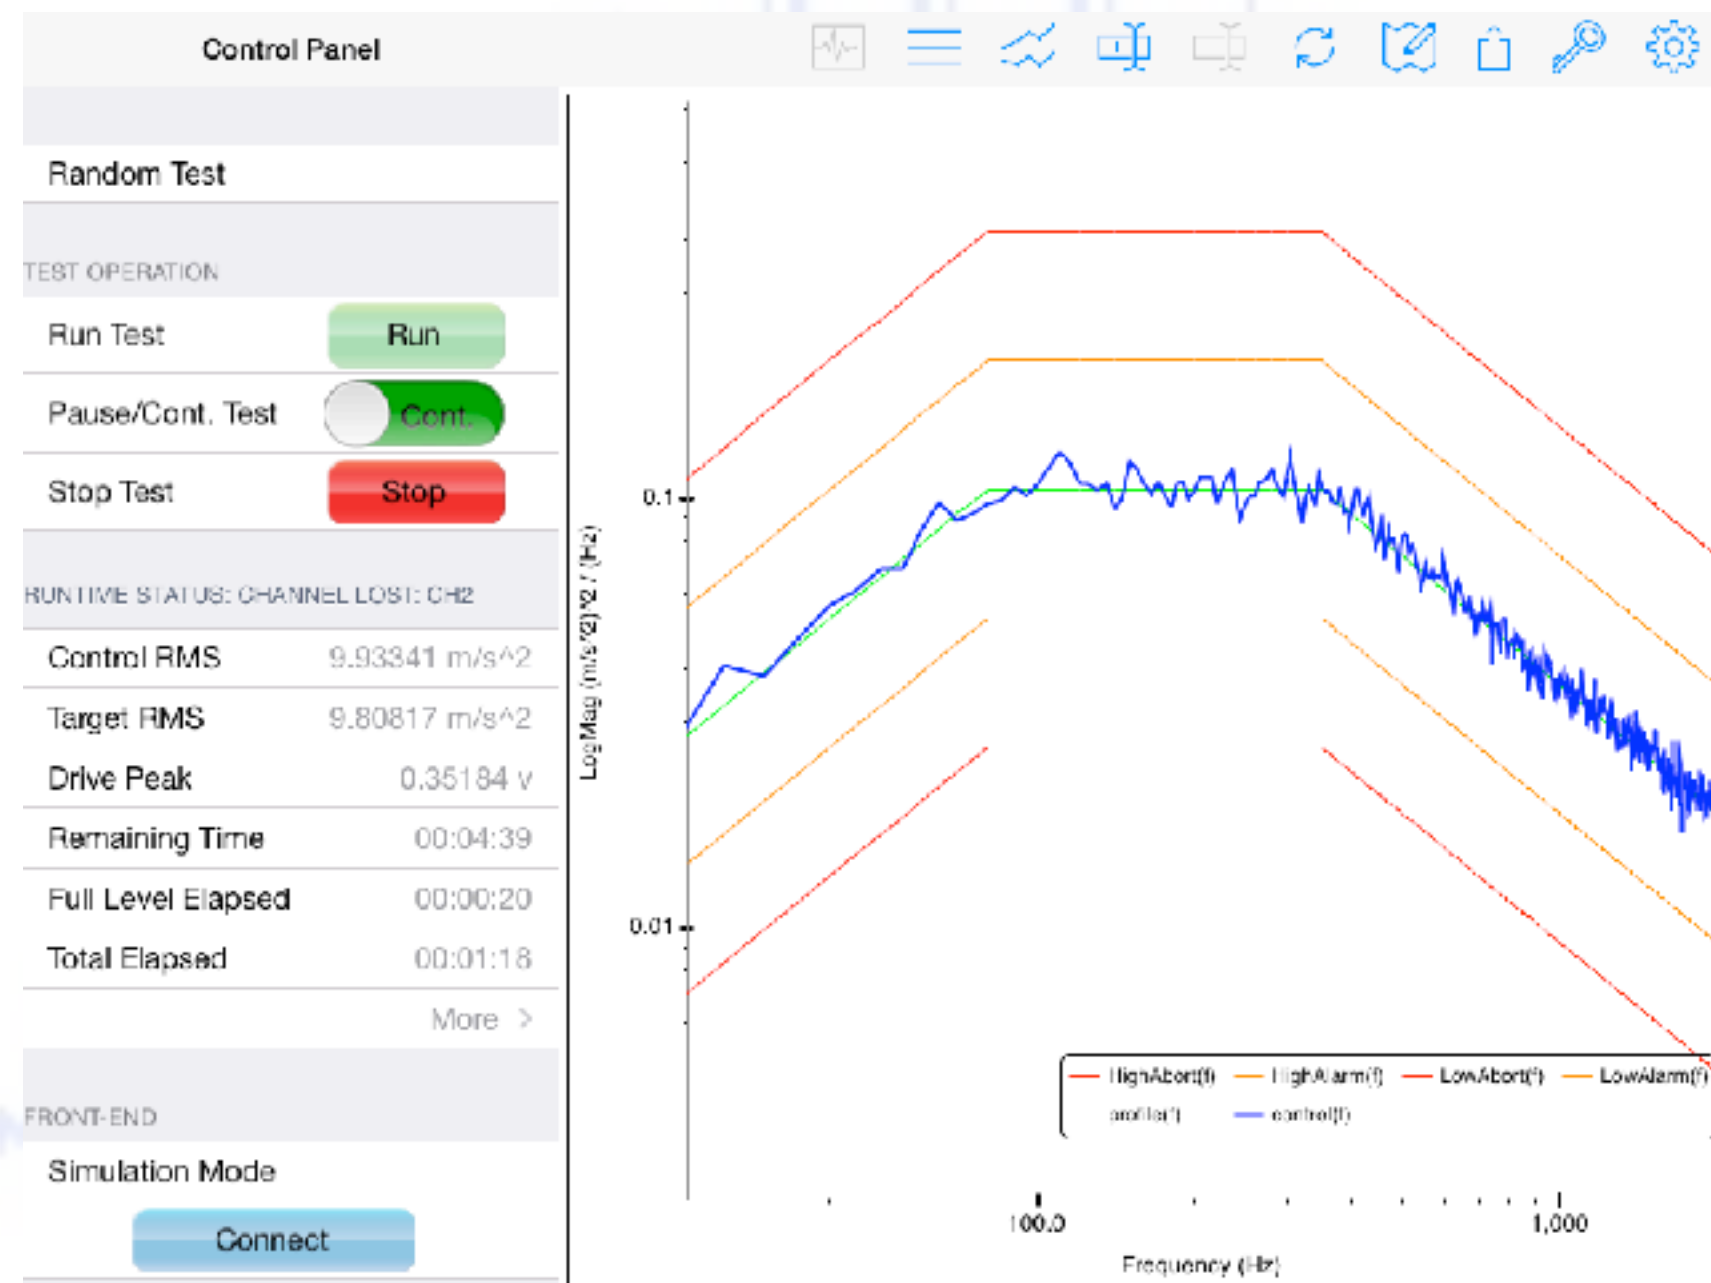 Control Panel
Random Test
TEST OPERATION
Run Test Run
Pause/Cont. Test Cont.
Stop Test Stop
RUNTIME STATUS: CHANNEL LOST: CH2
Control RMS 9.93341 m/s^2
Target RMS 9.80817 m/s^2
Drive Peak 0.35184 v
Remaining Time 00:04:39
Full Level Elapsed 00:00:20
Total Elapsed 00:01:18
More >
FRONT-END
Simulation Mode
Connect
LogMag (m/s^2)^2 / (Hz)
0.1
0.01
HighAbort(f) HighAlarm(f) LowAbort(f) LowAlarm(f)
profile(f) control(f)
100.0 1,000
Frequency (Hz)